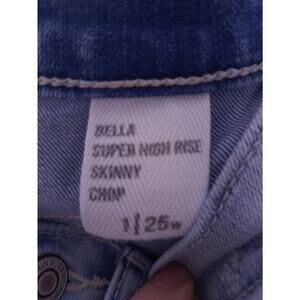 BELLA
SUPER HIGH RISE
SKINNY
CROP
1/25W